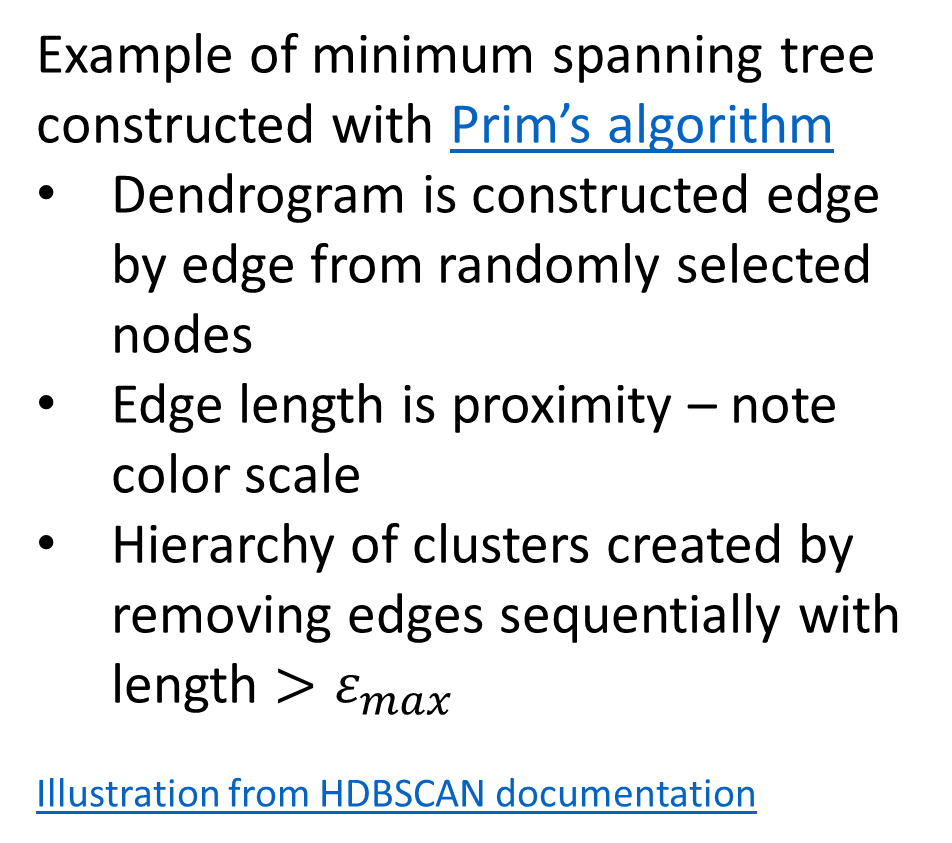 Example of minimum spanning tree
constructed with Prim’s algorithm
• Dendrogram is constructed edge
by edge from randomly selected
nodes
• Edge length is proximity – note
color scale
• Hierarchy of clusters created by
removing edges sequentially with
length > εmax
Illustration from HDBSCAN documentation